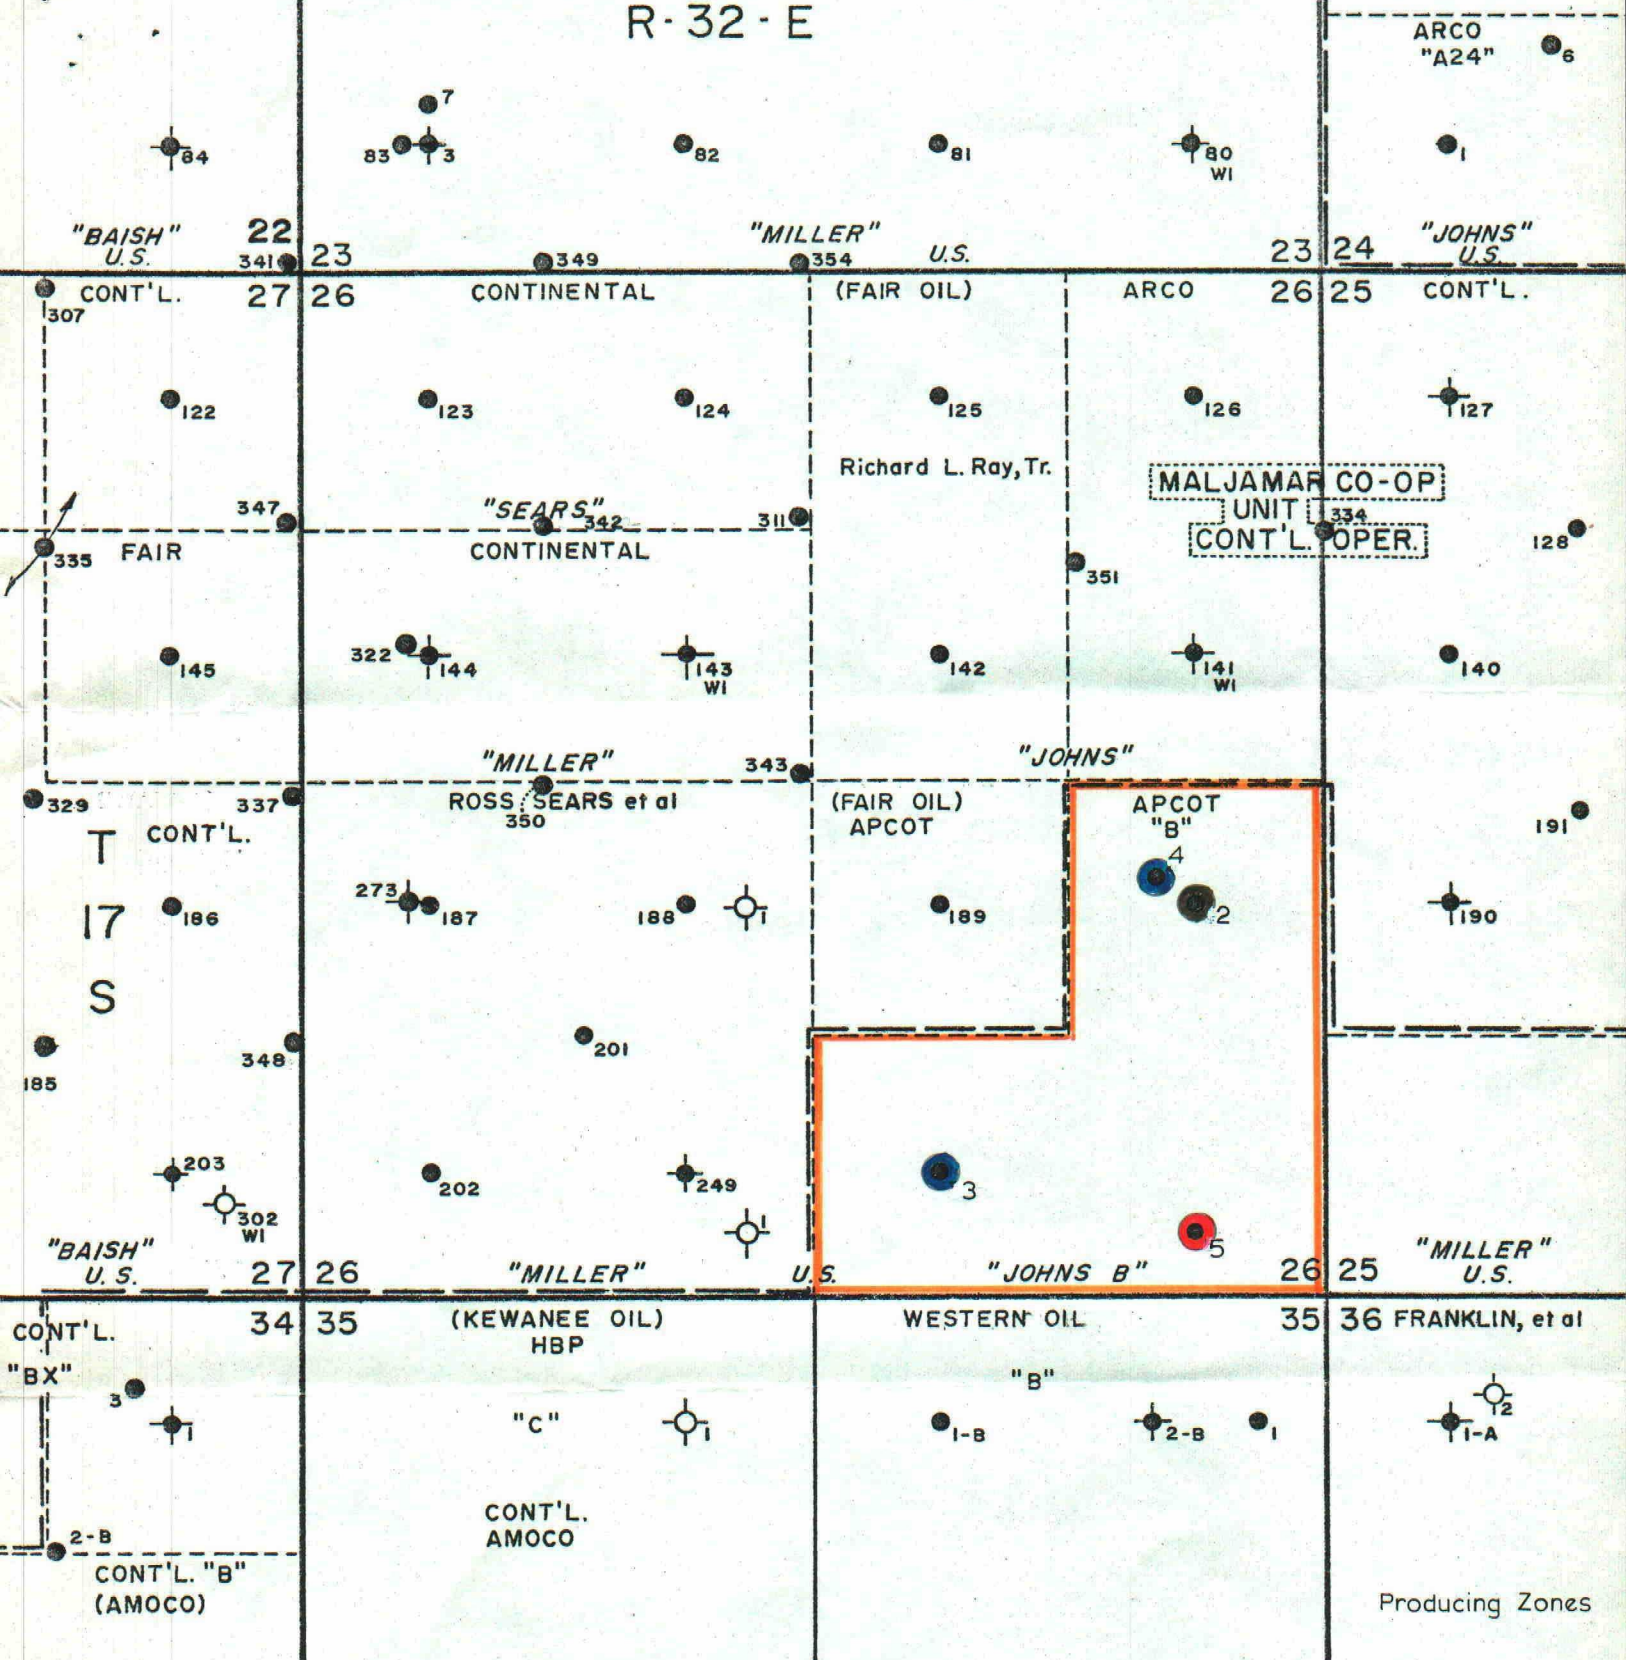 R-32-E
ARCO
"A24"
6
7
84
83
3
82
81
80
WI
1
"BAISH"
U.S.
22
23
"MILLER"
U.S.
23
24
"JOHNS"
U.S.
341
349
354
CONT'L.
27
26
CONTINENTAL
(FAIR OIL)
ARCO
26
25
CONT'L.
307
122
123
124
125
126
127
Richard L. Ray, Tr.
MALJAMAR CO-OP
UNIT
334
CONT'L. OPER.
347
"SEARS"
342
311
128
335
FAIR
CONTINENTAL
351
145
322
144
143
WI
142
141
WI
140
"MILLER"
343
"JOHNS"
329
337
ROSS SEARS et al
350
(FAIR OIL)
APCOT
APCOT
"B"
191
T
CONT'L.
4
17
186
273
187
188
1
189
2
190
S
185
348
201
203
302
WI
202
249
1
3
5
"BAISH"
U.S.
27
26
"MILLER"
U.S.
"JOHNS B"
26
25
"MILLER"
U.S.
CONT'L.
34
35
(KEWANEE OIL)
HBP
WESTERN OIL
35
36
FRANKLIN, et al
"BX"
3
1
"C"
1
"B"
1-B
2-B
1
2
1-A
CONT'L.
AMOCO
2-B
CONT'L. "B"
(AMOCO)
Producing Zones